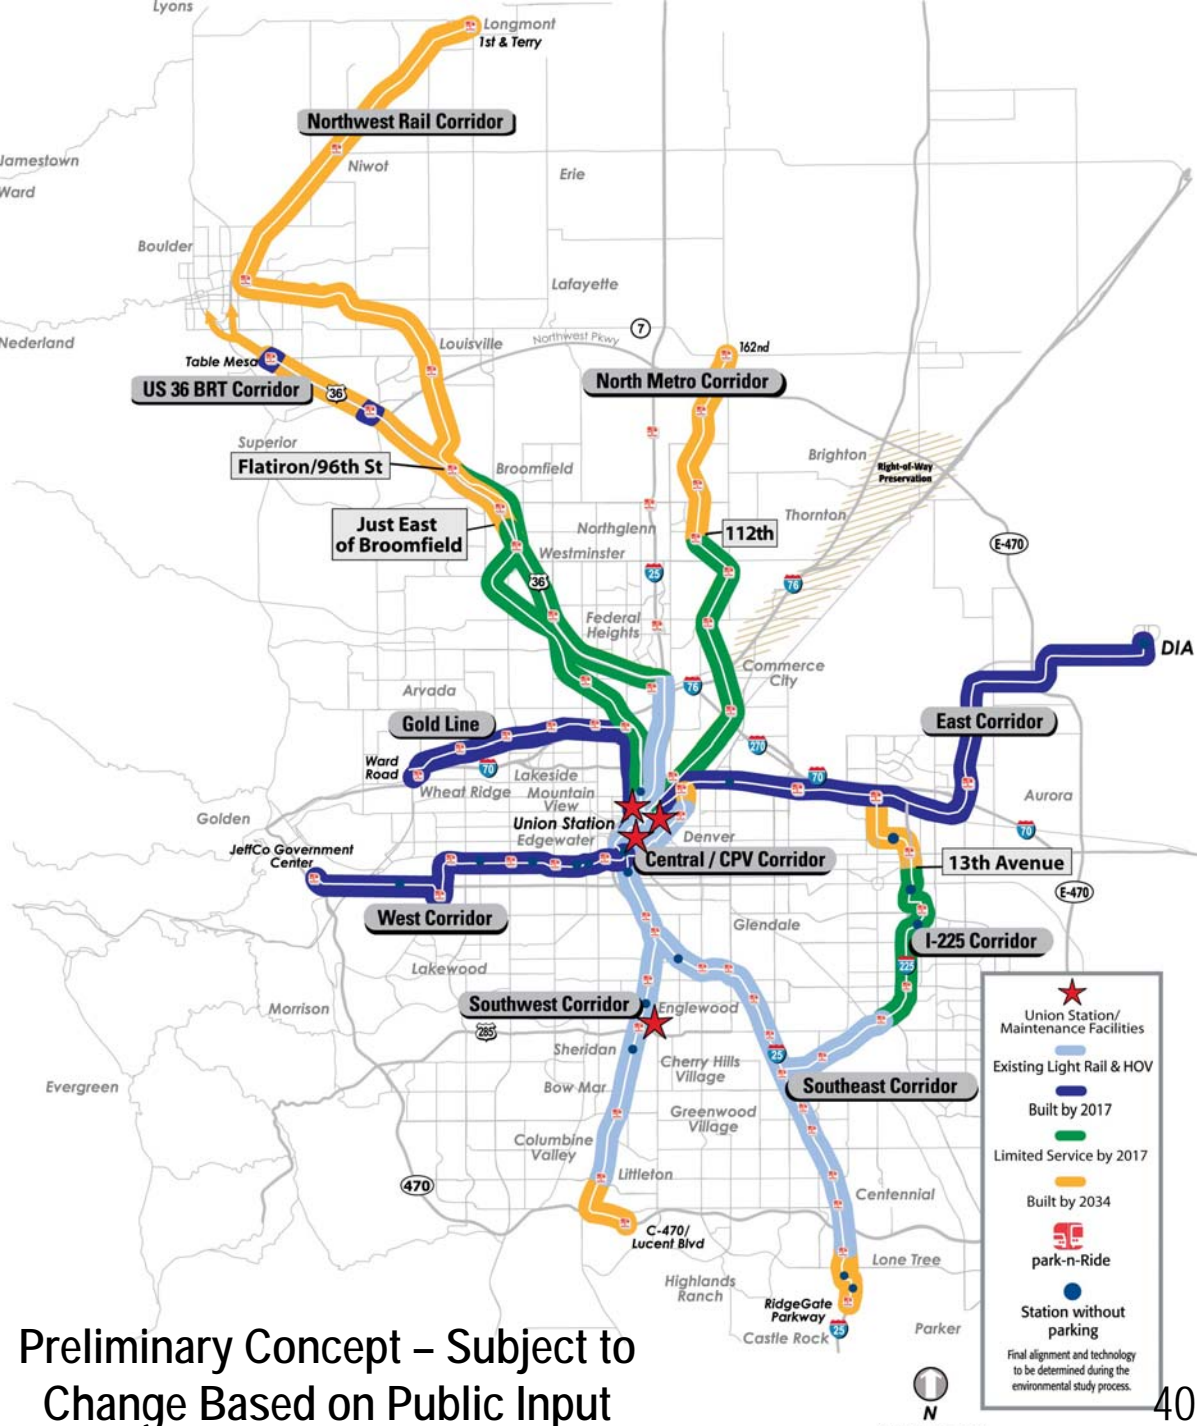 Lyons
Longmont
1st & Terry
Northwest Rail Corridor
Jamestown
Niwot
Erie
Ward
Boulder
Lafayette
7
Northwest Pkwy
Nederland
Louisville
162nd
Table Mesa
US 36 BRT Corridor
36
North Metro Corridor
Superior
Flatiron/96th St
Broomfield
Brighton
Right-of-Way
Preservation
Just East
of Broomfield
Northglenn
Thornton
112th
Westminster
E-470
25
36
76
Federal
Heights
DIA
Commerce
City
76
Arvada
Gold Line
East Corridor
270
Ward
Road
70
Lakeside
70
Wheat Ridge
Mountain
View
Aurora
Golden
Union Station
Edgewater
Denver
70
JeffCo Government
Center
Central / CPV Corridor
13th Avenue
E-470
West Corridor
Glendale
I-225 Corridor
Lakewood
225
Southwest Corridor
Morrison
Englewood
285
Sheridan
25
Cherry Hills
Village
Evergreen
Bow Mar
Southeast Corridor
Greenwood
Village
Columbine
Valley
Littleton
470
Centennial
C-470/
Lucent Blvd
Lone Tree
Highlands
Ranch
RidgeGate
Parkway
25
Castle Rock
Parker
Union Station/
Maintenance Facilities
Existing Light Rail & HOV
Built by 2017
Limited Service by 2017
Built by 2034
park-n-Ride
Station without
parking
Final alignment and technology
to be determined during the
environmental study process.
N
Preliminary Concept – Subject to
Change Based on Public Input
40